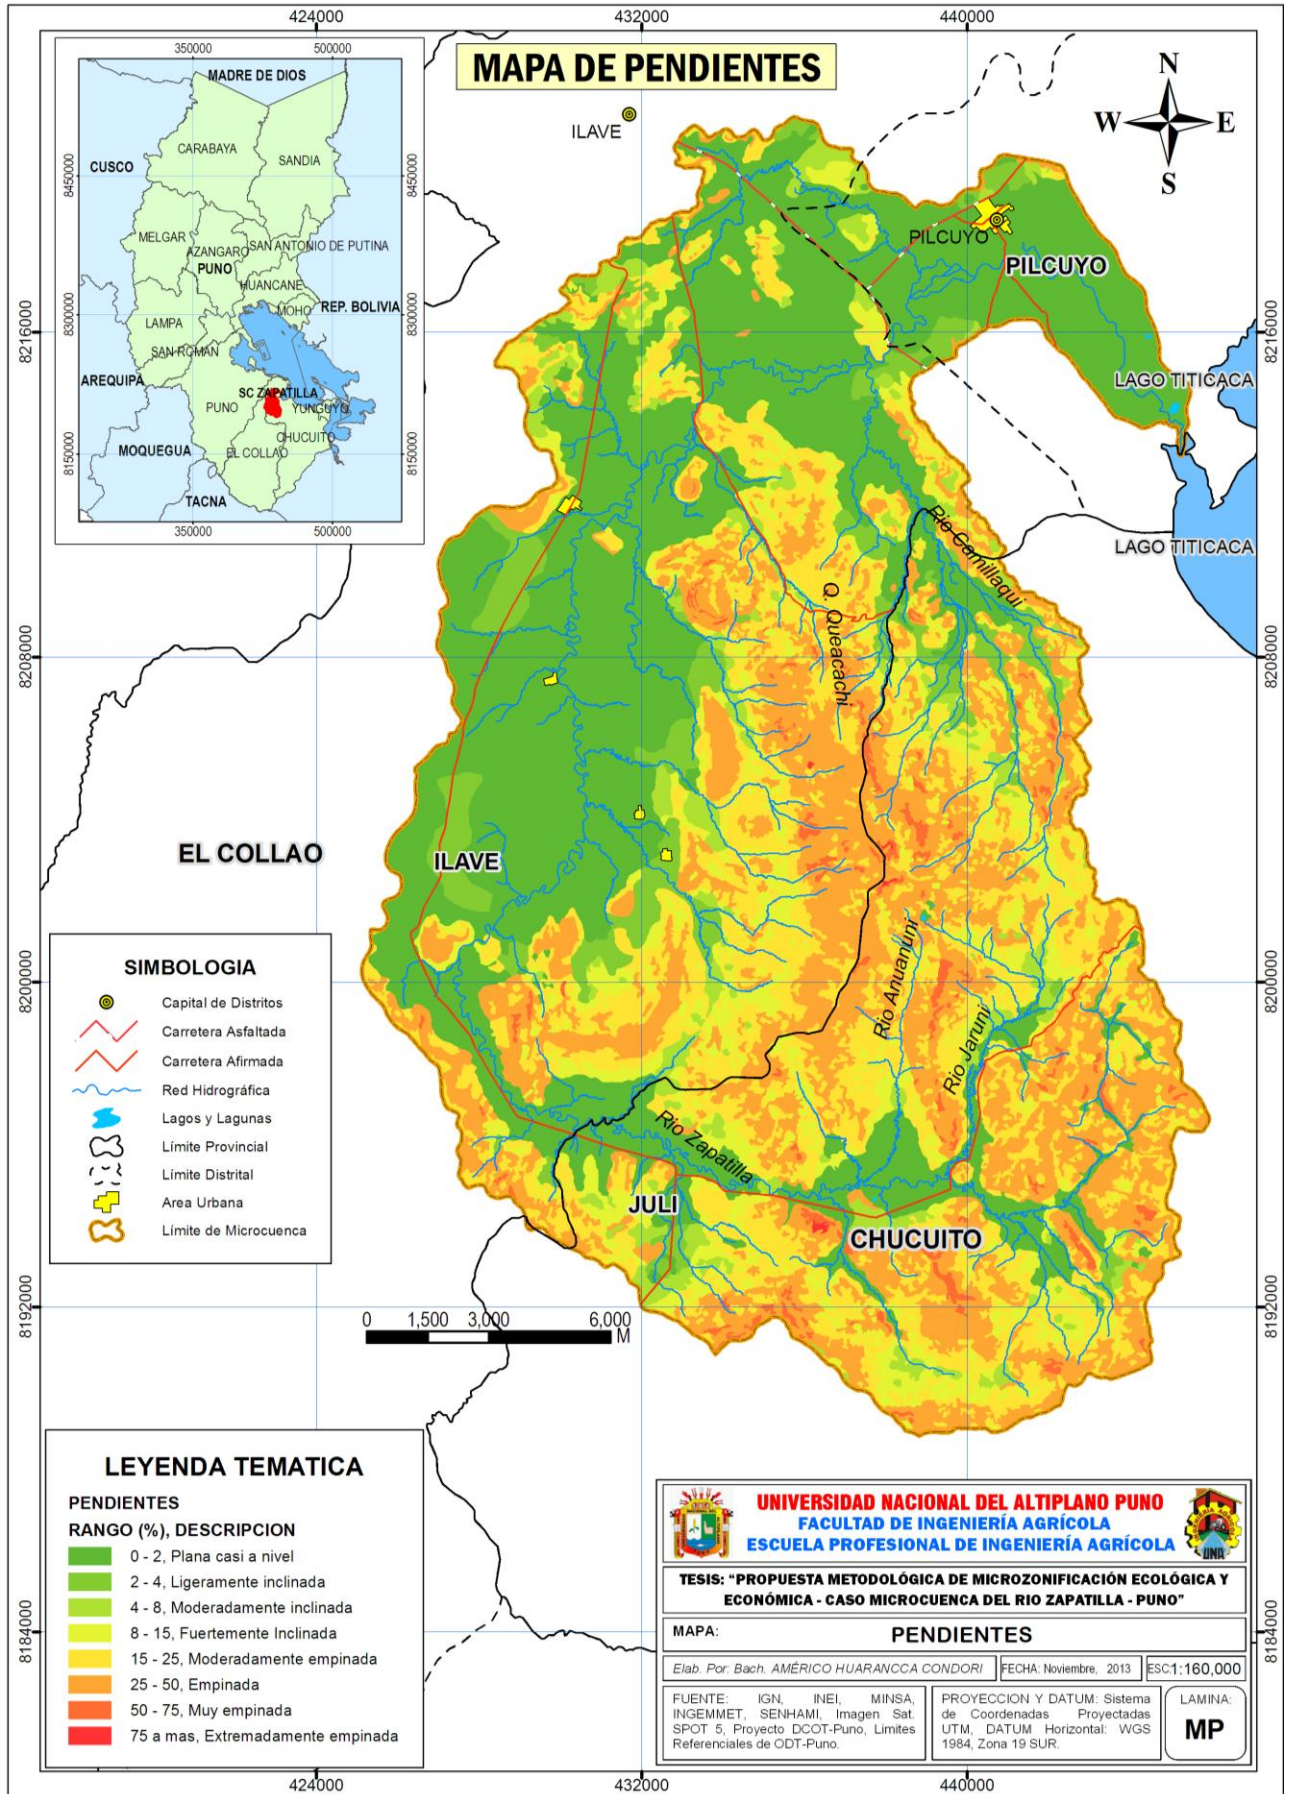 424000
432000
440000
MAPA DE PENDIENTES
350000
500000
MADRE DE DIOS
CARABAYA
SANDIA
CUSCO
8450000
8450000
MELGAR
AZANGARO
SAN ANTONIO DE PUTINA
PUNO
HUANCANE
MOHO
REP. BOLIVIA
8300000
8300000
LAMPA
SAN ROMAN
AREQUIPA
SC ZAPATILLA
PUNO
YUNGUYO
CHUCUITO
MOQUEGUA
EL COLLAO
8150000
8150000
TACNA
350000
500000
ILAVE
N
W
E
S
PILCUYO
PILCUYO
8216000
8216000
LAGO TITICACA
LAGO TITICACA
Rio Camillaqui
Q. Queacachi
8208000
8208000
EL COLLAO
ILAVE
Rio Anuanuni
Rio Jaruni
8200000
8200000
Rio Zapatilla
JULI
CHUCUITO
8192000
8192000
SIMBOLOGIA
Capital de Distritos
Carretera Asfaltada
Carretera Afirmada
Red Hidrográfica
Lagos y Lagunas
Límite Provincial
Límite Distrital
Area Urbana
Límite de Microcuenca
0 1,500 3,000 6,000
M
LEYENDA TEMATICA
PENDIENTES
RANGO (%), DESCRIPCION
0 - 2, Plana casi a nivel
2 - 4, Ligeramente inclinada
4 - 8, Moderadamente inclinada
8 - 15, Fuertemente Inclinada
15 - 25, Moderadamente empinada
25 - 50, Empinada
50 - 75, Muy empinada
75 a mas, Extremadamente empinada
8184000
8184000
UNIVERSIDAD NACIONAL DEL ALTIPLANO PUNO
FACULTAD DE INGENIERÍA AGRÍCOLA
ESCUELA PROFESIONAL DE INGENIERÍA AGRÍCOLA
UNA
TESIS: "PROPUESTA METODOLÓGICA DE MICROZONIFICACIÓN ECOLÓGICA Y
ECONÓMICA - CASO MICROCUENCA DEL RIO ZAPATILLA - PUNO"
MAPA: PENDIENTES
Elab. Por: Bach. AMÉRICO HUARANCCA CONDORI
FECHA: Noviembre, 2013
ESC:1:160,000
FUENTE: IGN, INEI, MINSA,
INGEMMET, SENHAMI, Imagen Sat.
SPOT 5, Proyecto DCOT-Puno, Limites
Referenciales de ODT-Puno.
PROYECCION Y DATUM: Sistema
de Coordenadas Proyectadas
UTM, DATUM Horizontal: WGS
1984, Zona 19 SUR.
LAMINA:
MP
424000
432000
440000